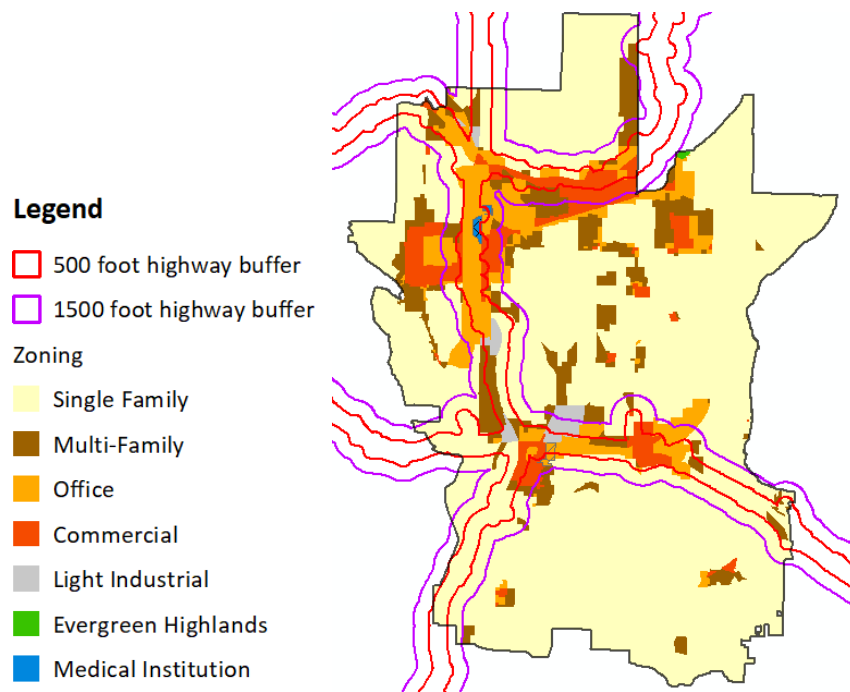 Legend
500 foot highway buffer
1500 foot highway buffer
Zoning
Single Family
Multi-Family
Office
Commercial
Light Industrial
Evergreen Highlands
Medical Institution